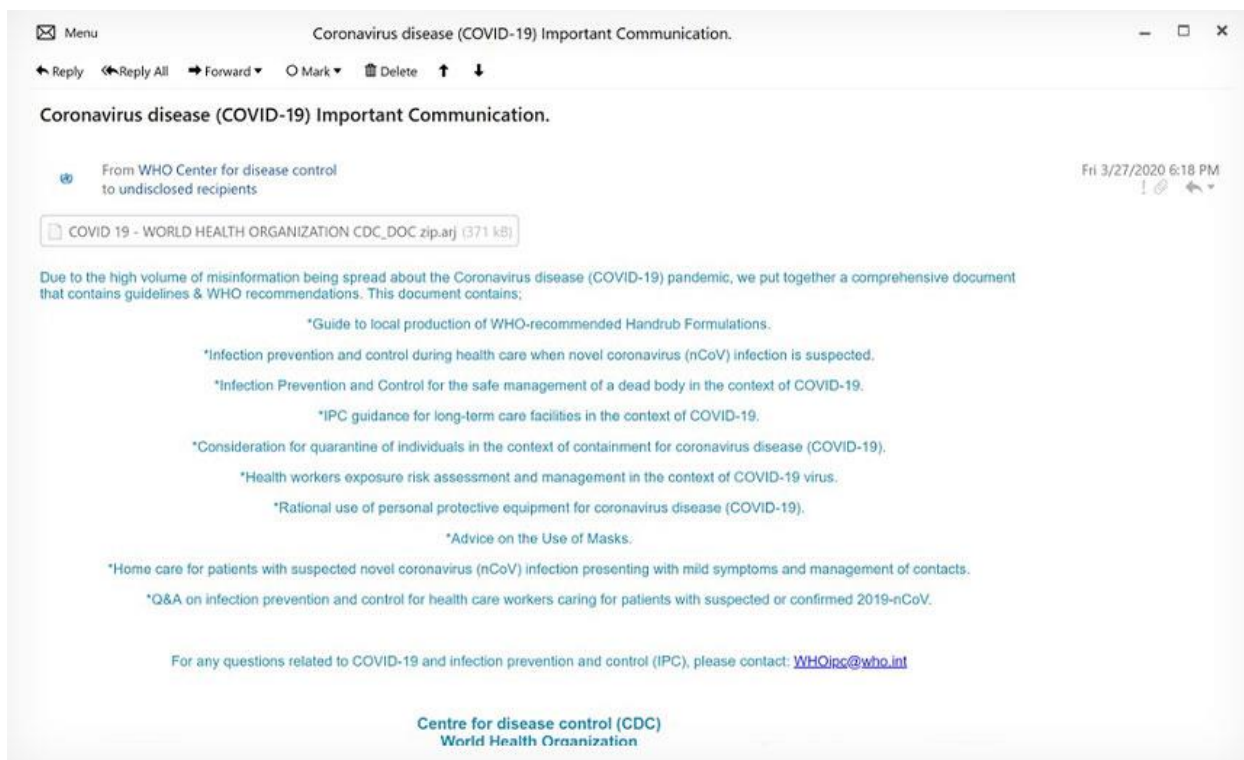 Menu
Coronavirus disease (COVID-19) Important Communication.
Reply Reply All Forward Mark Delete
Coronavirus disease (COVID-19) Important Communication.
From WHO Center for disease control
to undisclosed recipients
Fri 3/27/2020 6:18 PM
COVID 19 - WORLD HEALTH ORGANIZATION CDC_DOC zip.arj (371 kB)
Due to the high volume of misinformation being spread about the Coronavirus disease (COVID-19) pandemic, we put together a comprehensive document
that contains guidelines & WHO recommendations. This document contains;
*Guide to local production of WHO-recommended Handrub Formulations.
*Infection prevention and control during health care when novel coronavirus (nCoV) infection is suspected.
*Infection Prevention and Control for the safe management of a dead body in the context of COVID-19.
*IPC guidance for long-term care facilities in the context of COVID-19.
*Consideration for quarantine of individuals in the context of containment for coronavirus disease (COVID-19).
*Health workers exposure risk assessment and management in the context of COVID-19 virus.
*Rational use of personal protective equipment for coronavirus disease (COVID-19).
*Advice on the Use of Masks.
*Home care for patients with suspected novel coronavirus (nCoV) infection presenting with mild symptoms and management of contacts.
*Q&A on infection prevention and control for health care workers caring for patients with suspected or confirmed 2019-nCoV.
For any questions related to COVID-19 and infection prevention and control (IPC), please contact: WHOipc@who.int
Centre for disease control (CDC)
World Health Organization